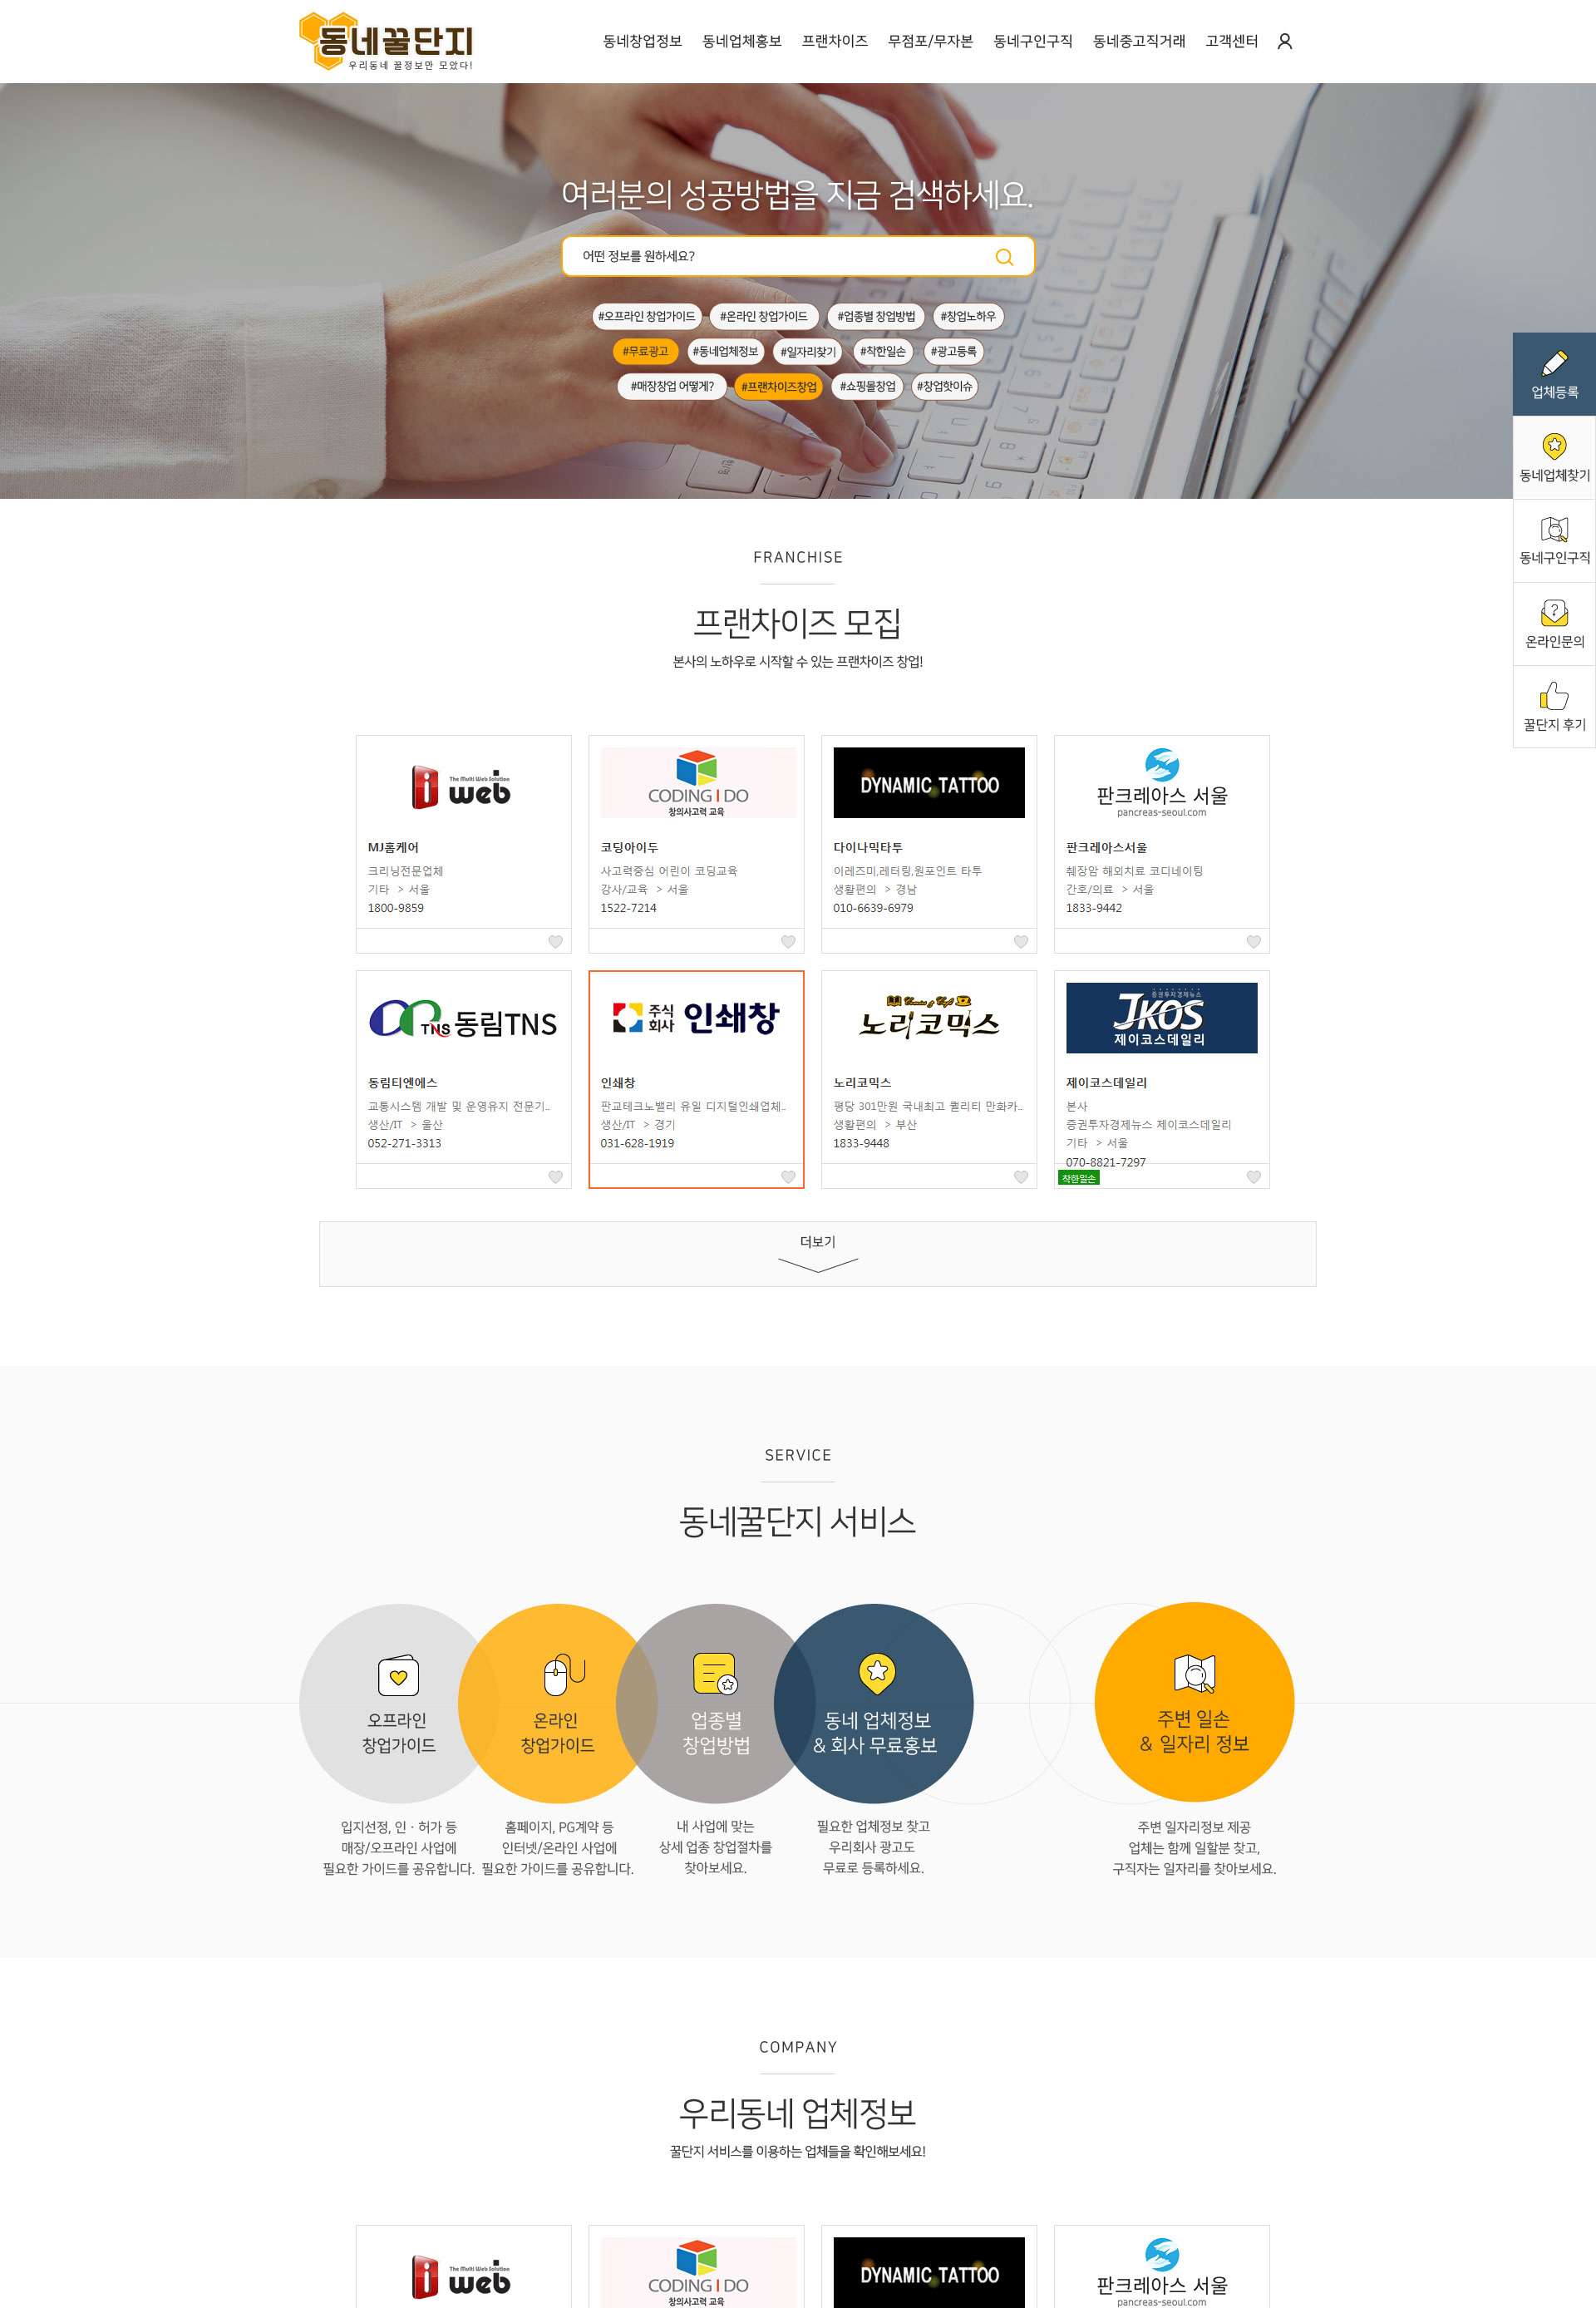 동네꿀단지
우리동네 꿀정보만 모았다!
동네창업정보 동네업체홍보 프랜차이즈 무점포/무자본 동네구인구직 동네중고직거래 고객센터
여러분의 성공방법을 지금 검색하세요.
어떤 정보를 원하세요?
#오프라인 창업가이드 #온라인 창업가이드 #업종별 창업방법 #창업노하우
#무료광고 #동네업체정보 #일자리찾기 #착한일손 #광고등록
#매장창업 어떻게? #프랜차이즈창업 #쇼핑몰창업 #창업핫이슈
업체등록
동네업체찾기
동네구인구직
온라인문의
꿀단지 후기
FRANCHISE
프랜차이즈 모집
본사의 노하우로 시작할 수 있는 프랜차이즈 창업!
The Multi Web Solution
i web
MJ홈케어
크리닝전문업체
기타 > 서울
1800-9859
CODING I DO
창의사고력 교육
코딩아이두
사고력중심 어린이 코딩교육
강사/교육 > 서울
1522-7214
DYNAMIC TATTOO
다이나믹타투
이레즈미,레터링,원포인트 타투
생활편의 > 경남
010-6639-6979
판크레아스 서울
pancreas-seoul.com
판크레아스서울
췌장암 해외치료 코디네이팅
간호/의료 > 서울
1833-9442
TNS 동림TNS
동림티엔에스
교통시스템 개발 및 운영유지 전문기..
생산/IT > 울산
052-271-3313
주식회사 인쇄창
인쇄창
판교테크노밸리 유일 디지털인쇄업체..
생산/IT > 경기
031-628-1919
노리코믹스
노리코믹스
평당 301만원 국내최고 퀄리티 만화카..
생활편의 > 부산
1833-9448
증권투자경제뉴스
JKOS
제이코스데일리
제이코스데일리
본사
증권투자경제뉴스 제이코스데일리
기타 > 서울
070-8821-7297
착한일손
더보기
SERVICE
동네꿀단지 서비스
오프라인
창업가이드
입지선정, 인 · 허가 등
매장/오프라인 사업에
필요한 가이드를 공유합니다.
온라인
창업가이드
홈페이지, PG계약 등
인터넷/온라인 사업에
필요한 가이드를 공유합니다.
업종별
창업방법
내 사업에 맞는
상세 업종 창업절차를
찾아보세요.
동네 업체정보
& 회사 무료홍보
필요한 업체정보 찾고
우리회사 광고도
무료로 등록하세요.
주변 일손
& 일자리 정보
주변 일자리정보 제공
업체는 함께 일할분 찾고,
구직자는 일자리를 찾아보세요.
COMPANY
우리동네 업체정보
꿀단지 서비스를 이용하는 업체들을 확인해보세요!
The Multi Web Solution
i web
CODING I DO
창의사고력 교육
DYNAMIC TATTOO
판크레아스 서울
pancreas-seoul.com